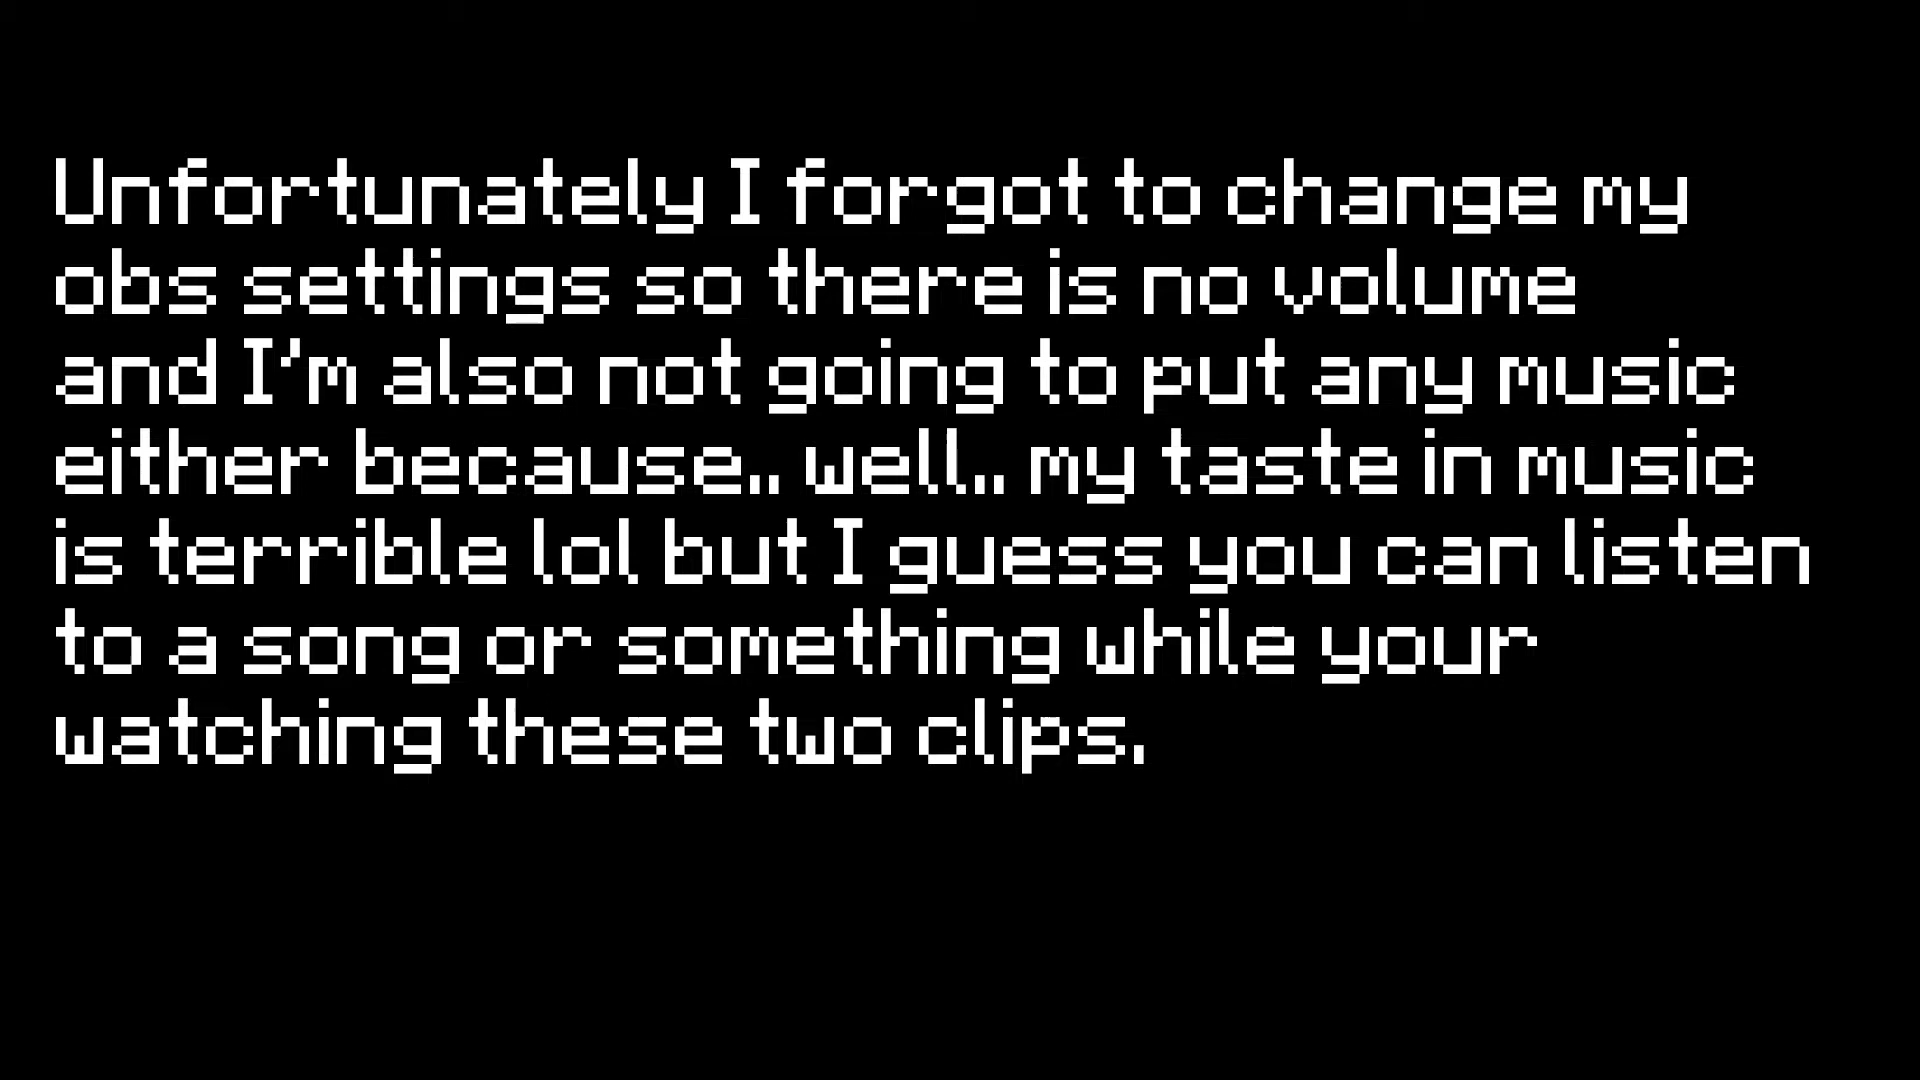 Unfortunately I forgot to change my
obs settings so there is no volume
and I'm also not going to put any music
either because.. well.. my taste in music
is terrible lol but I guess you can listen
to a song or something while your
watching these two clips.